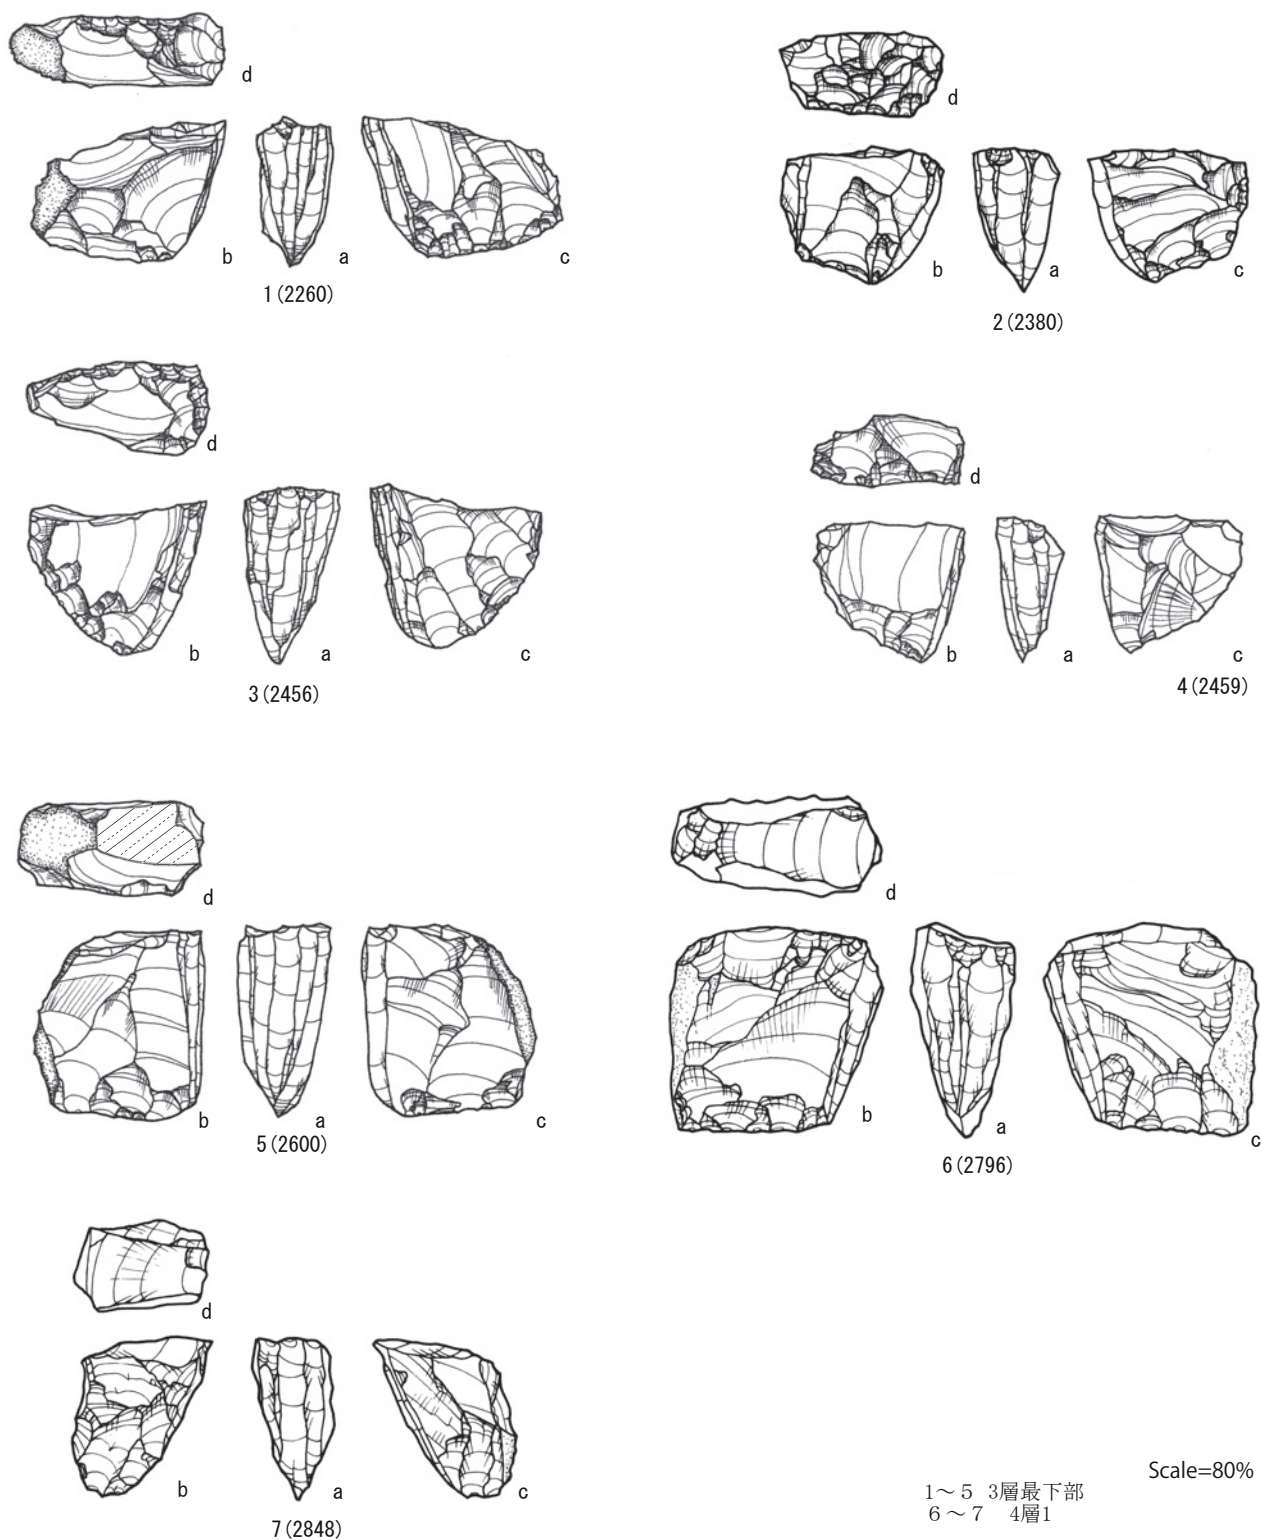 d
b
a
c
1(2260)
d
b
a
c
2(2380)
d
b
a
c
3(2456)
d
b
a
c
4(2459)
d
b
a
c
5(2600)
d
b
a
c
6(2796)
d
b
a
c
7(2848)
Scale=80%
1～5 3層最下部
6～7 4層1